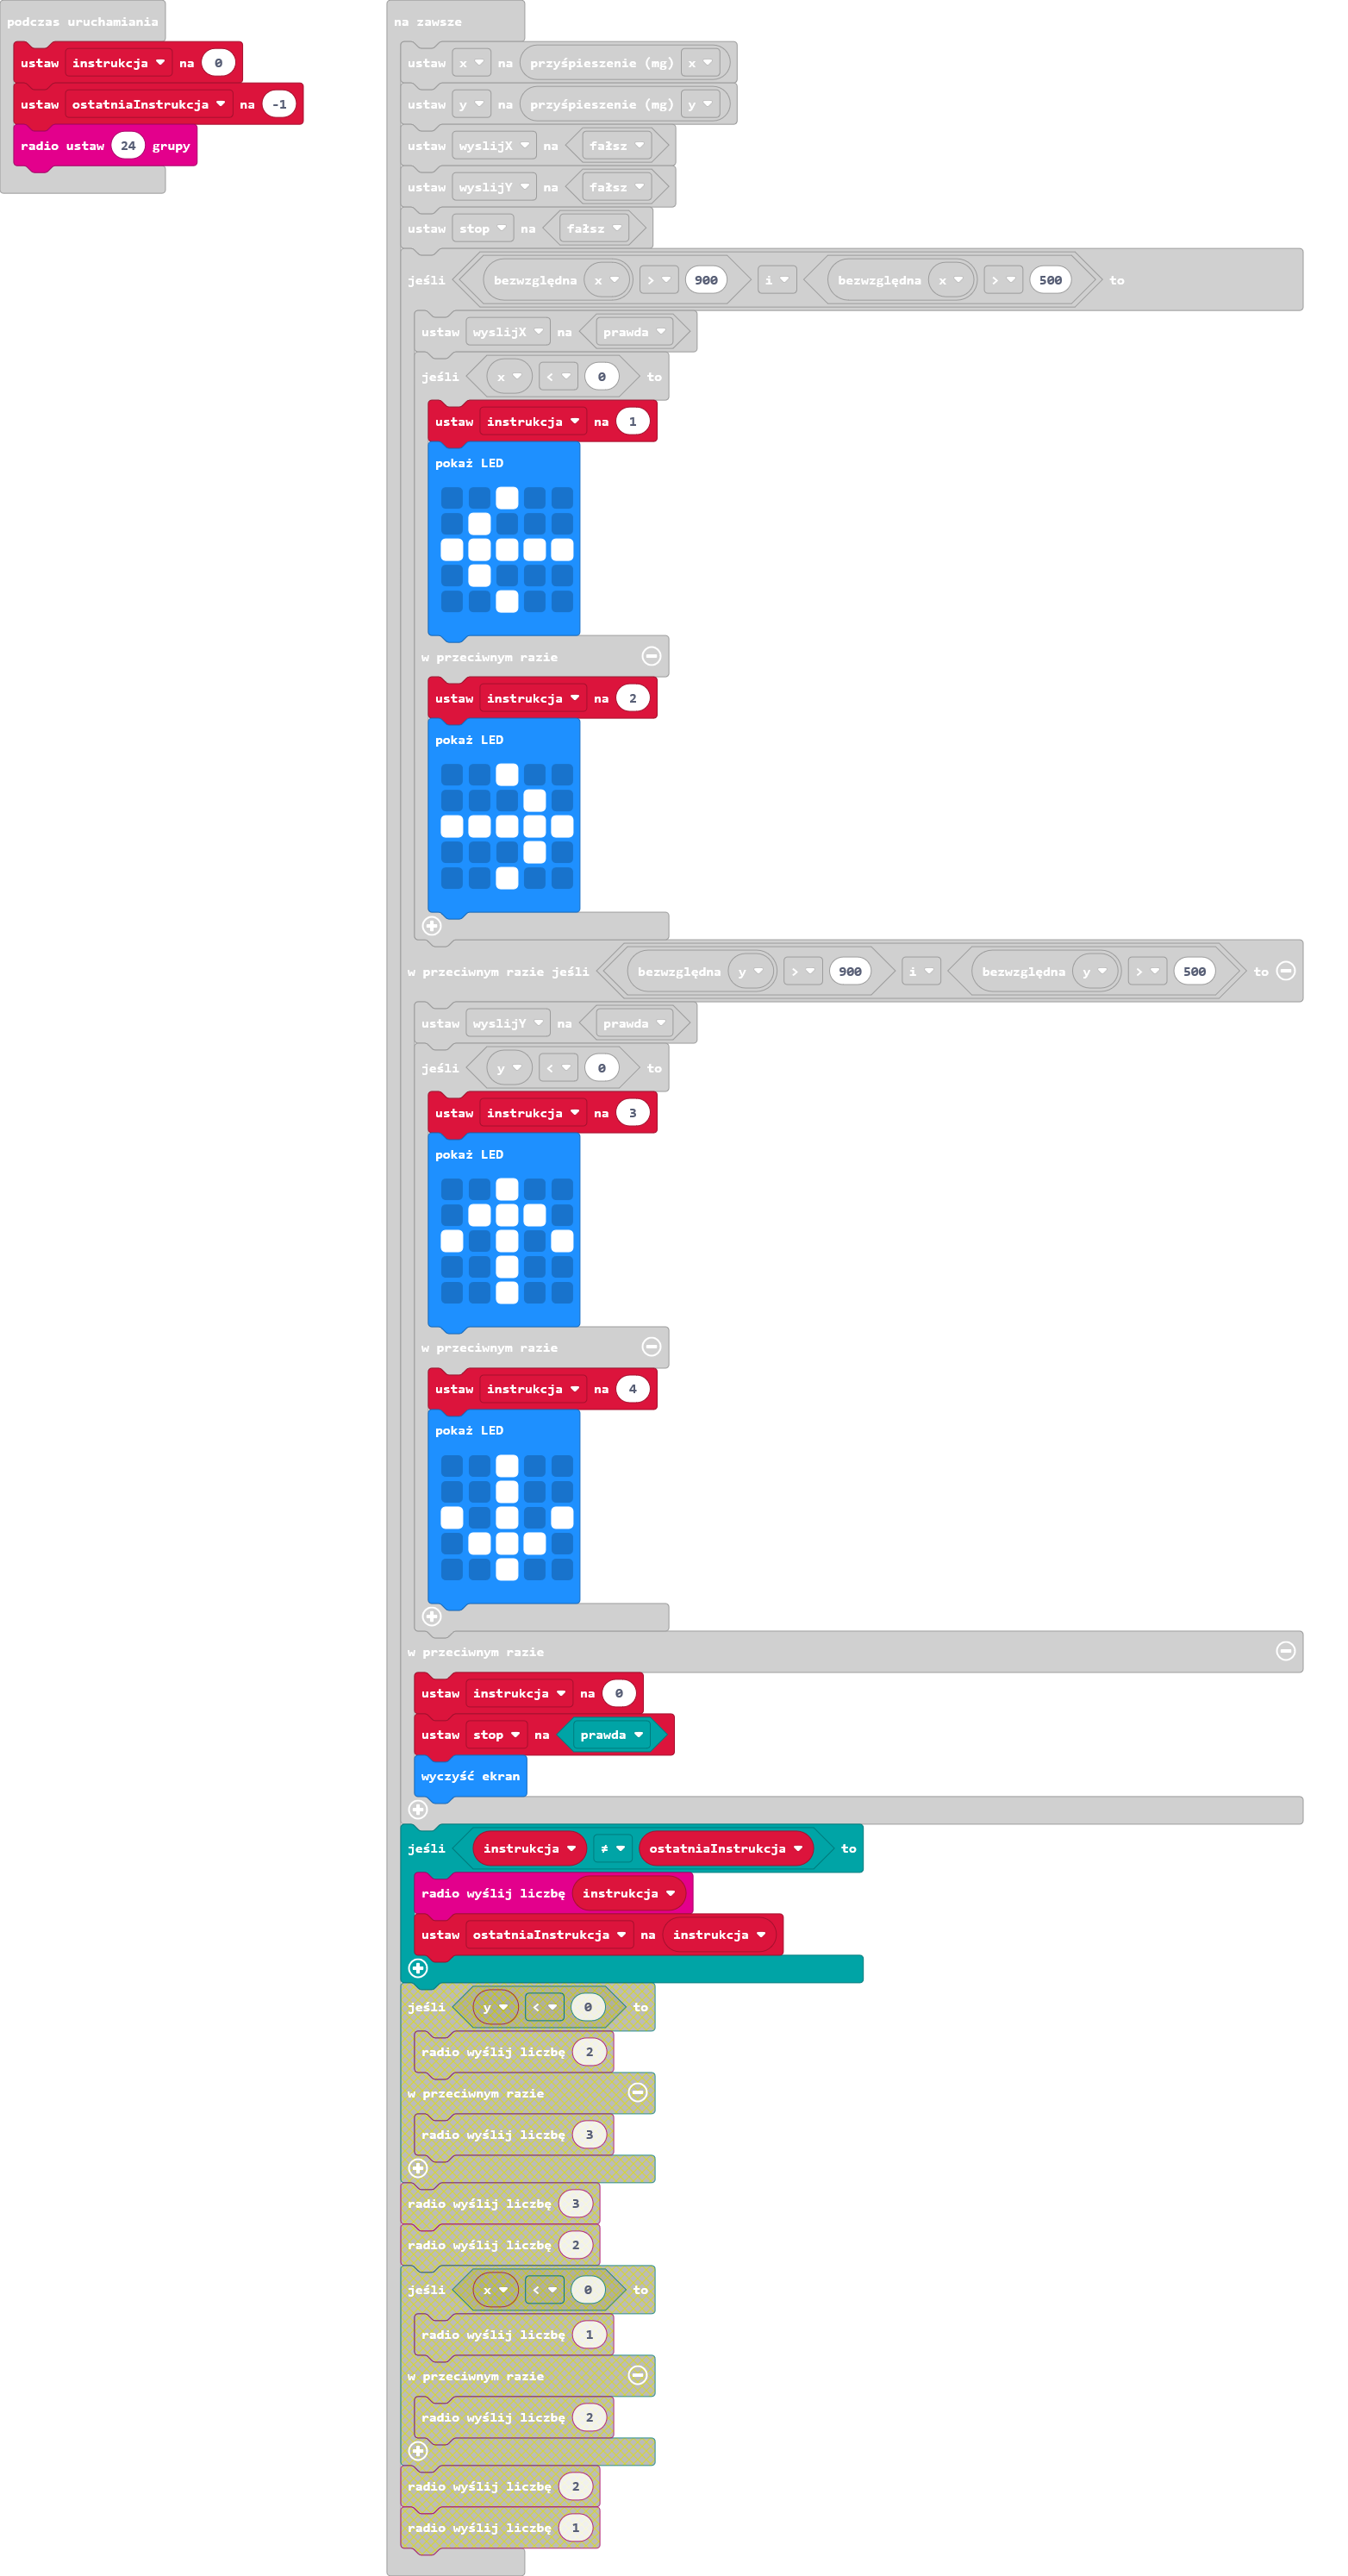 podczas uruchamiania
ustaw instrukcja na 0
ustaw ostatniaInstrukcja na -1
radio ustaw 24 grupy
na zawsze
ustaw x na przyśpieszenie (mg) x
ustaw y na przyśpieszenie (mg) y
ustaw wyslijX na fałsz
ustaw wyslijY na fałsz
ustaw stop na fałsz
jeśli bezwzględna x > 900 i bezwzględna x > 500 to
ustaw wyslijX na prawda
jeśli x < 0 to
ustaw instrukcja na 1
pokaż LED
w przeciwnym razie
ustaw instrukcja na 2
pokaż LED
w przeciwnym razie jeśli bezwzględna y > 900 i bezwzględna y > 500 to
ustaw wyslijY na prawda
jeśli y < 0 to
ustaw instrukcja na 3
pokaż LED
w przeciwnym razie
ustaw instrukcja na 4
pokaż LED
w przeciwnym razie
ustaw instrukcja na 0
ustaw stop na prawda
wyczyść ekran
jeśli instrukcja ≠ ostatniaInstrukcja to
radio wyślij liczbę instrukcja
ustaw ostatniaInstrukcja na instrukcja
jeśli y < 0 to
radio wyślij liczbę 2
w przeciwnym razie
radio wyślij liczbę 3
radio wyślij liczbę 3
radio wyślij liczbę 2
jeśli x < 0 to
radio wyślij liczbę 1
w przeciwnym razie
radio wyślij liczbę 2
radio wyślij liczbę 2
radio wyślij liczbę 1